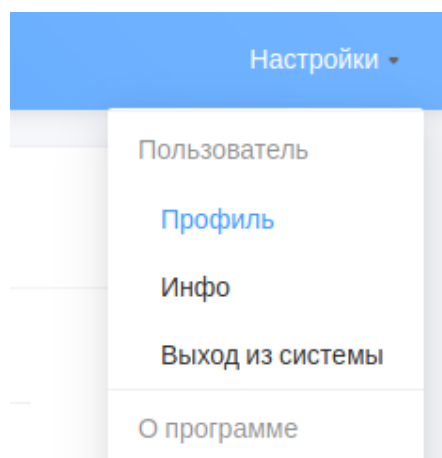 Настройки
Пользователь
Профиль
Инфо
Выход из системы
О программе